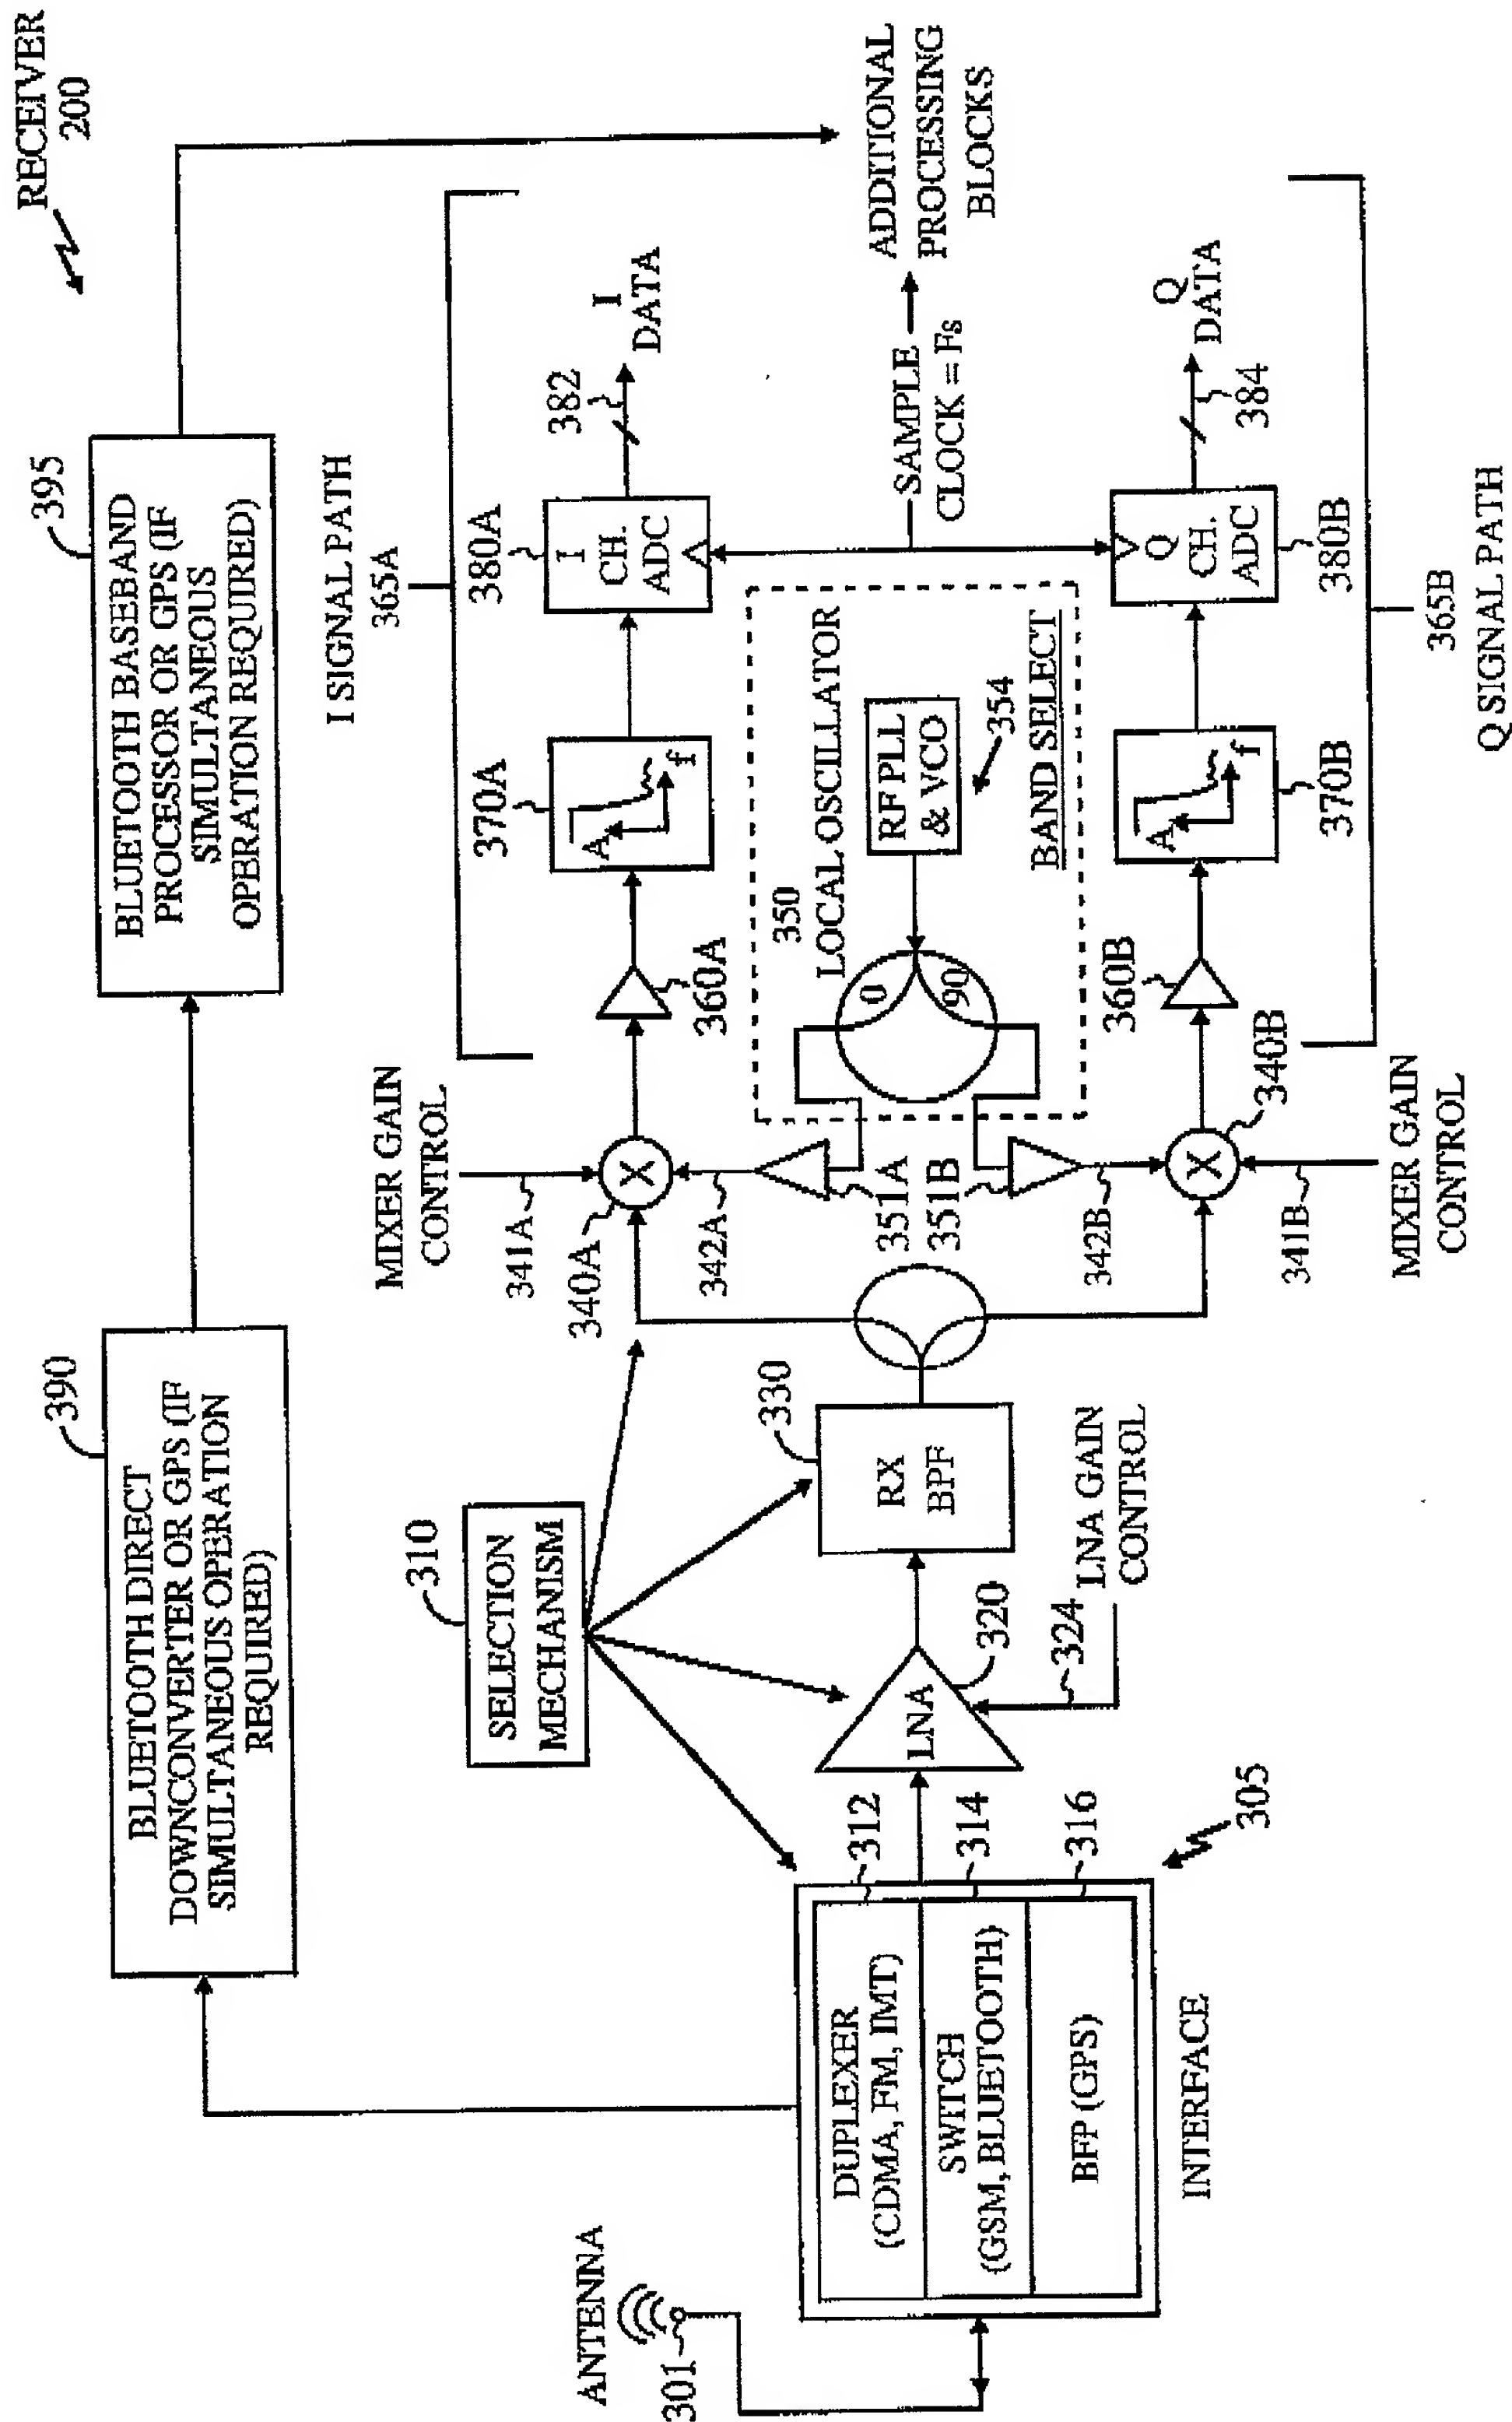 RECEIVER
200
390
BLUETOOTH DIRECT
DOWNCONVERTER OR GPS (IF
SIMULTANEOUS OPERATION
REQUIRED)
395
BLUETOOTH BASEBAND
PROCESSOR OR GPS (IF
SIMULTANEOUS
OPERATION REQUIRED)
I SIGNAL PATH
365A
310
SELECTION
MECHANISM
MIXER GAIN
CONTROL
341A
340A
342A
360A
370A
A
f
380A
I
CH.
ADC
382
I
DATA
ANTENNA
301
DUPLEXER
(CDMA, FM, IMT)
312
SWITCH
(GSM, BLUETOOTH)
314
BFP (GPS)
316
INTERFACE
305
LNA
320
324
LNA GAIN
CONTROL
330
RX
BPF
X
351A
351B
350
LOCAL OSCILLATOR
0
90
RF PLL
& VCO
354
BAND SELECT
SAMPLE
CLOCK = Fs
ADDITIONAL
PROCESSING
BLOCKS
342B
X
340B
341B
MIXER GAIN
CONTROL
360B
A
f
370B
Q
CH.
ADC
380B
384
Q
DATA
365B
Q SIGNAL PATH